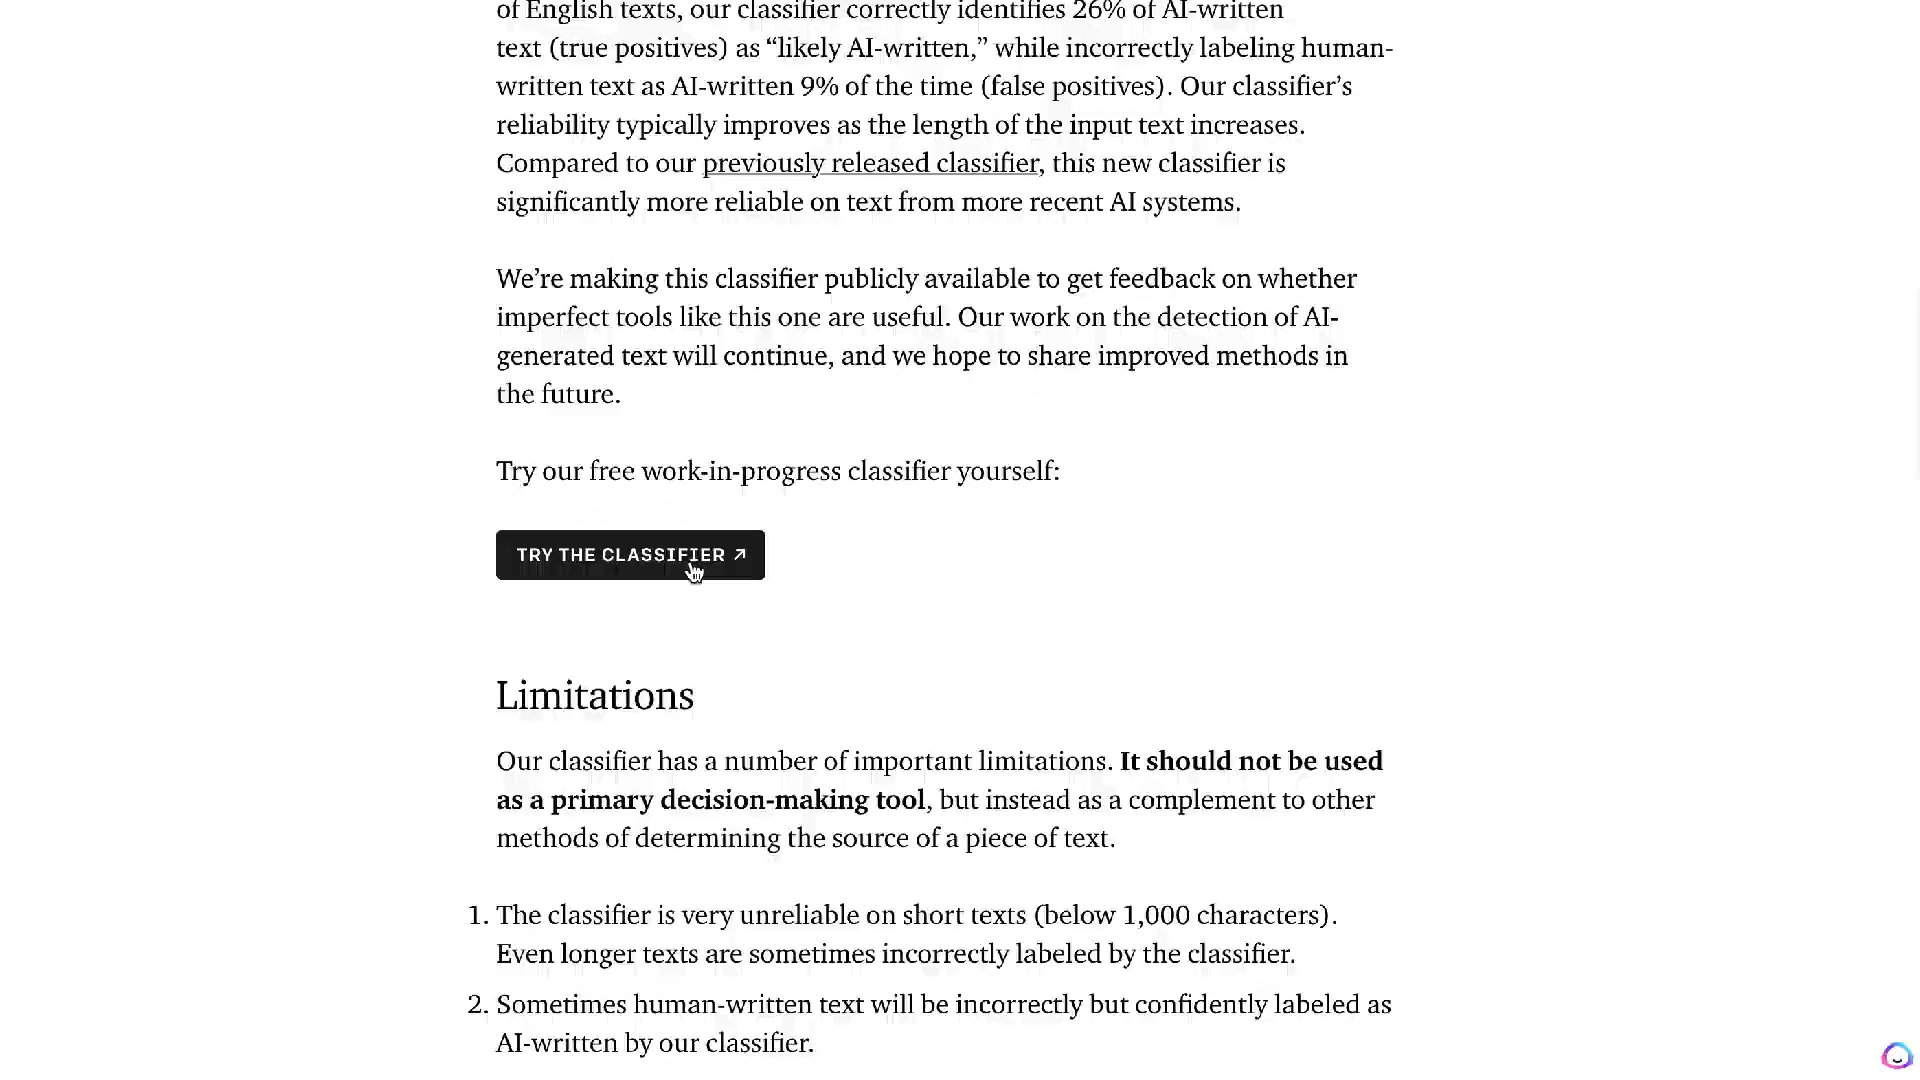 of English texts, our classifier correctly identifies 26% of AI-written
text (true positives) as “likely AI-written,” while incorrectly labeling human-
written text as AI-written 9% of the time (false positives). Our classifier’s
reliability typically improves as the length of the input text increases.
Compared to our previously released classifier, this new classifier is
significantly more reliable on text from more recent AI systems.
We’re making this classifier publicly available to get feedback on whether
imperfect tools like this one are useful. Our work on the detection of AI-
generated text will continue, and we hope to share improved methods in
the future.
Try our free work-in-progress classifier yourself:
TRY THE CLASSIFIER ↗
Limitations
Our classifier has a number of important limitations. It should not be used
as a primary decision-making tool, but instead as a complement to other
methods of determining the source of a piece of text.
1. The classifier is very unreliable on short texts (below 1,000 characters).
Even longer texts are sometimes incorrectly labeled by the classifier.
2. Sometimes human-written text will be incorrectly but confidently labeled as
AI-written by our classifier.